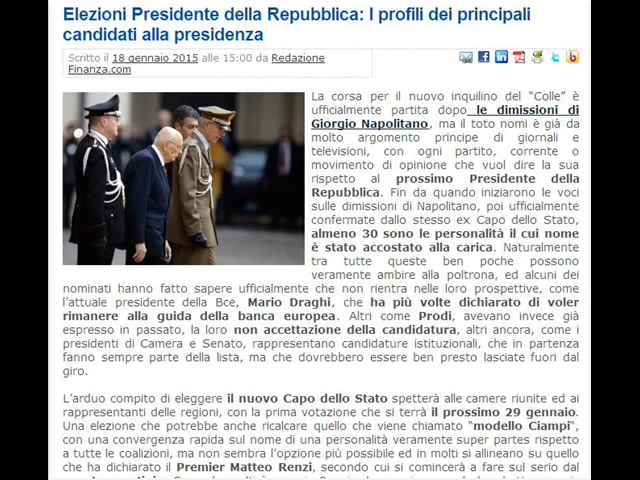 Elezioni Presidente della Repubblica: I profili dei principali
candidati alla presidenza
Scritto il 18 gennaio 2015 alle 15:00 da Redazione
Finanza.com
La corsa per il nuovo inquilino del “Colle” è
ufficialmente partita dopo le dimissioni di
Giorgio Napolitano, ma il toto nomi è già da
molto argomento principe di giornali e
televisioni, con ogni partito, corrente o
movimento di opinione che vuol dire la sua
rispetto al prossimo Presidente della
Repubblica. Fin da quando iniziarono le voci
sulle dimissioni di Napolitano, poi ufficialmente
confermate dallo stesso ex Capo dello Stato,
almeno 30 sono le personalità il cui nome
è stato accostato alla carica. Naturalmente
tra tutte queste ben poche possono
veramente ambire alla poltrona, ed alcuni dei
nominati hanno fatto sapere ufficialmente che non rientra nelle loro prospettive, come
l’attuale presidente della Bce, Mario Draghi, che ha più volte dichiarato di voler
rimanere alla guida della banca europea. Altri come Prodi, avevano invece già
espresso in passato, la loro non accettazione della candidatura, altri ancora, come i
presidenti di Camera e Senato, rappresentano candidature istituzionali, che in partenza
fanno sempre parte della lista, ma che dovrebbero essere ben presto lasciate fuori dal
giro.
L’arduo compito di eleggere il nuovo Capo dello Stato spetterà alle camere riunite ed ai
rappresentanti delle regioni, con la prima votazione che si terrà il prossimo 29 gennaio.
Una elezione che potrebbe anche ricalcare quello che viene chiamato “modello Ciampi”,
con una convergenza rapida sul nome di una personalità veramente super partes rispetto
a tutte le coalizioni, ma non sembra l’opzione più possibile ed in molti si allineano su quello
che ha dichiarato il Premier Matteo Renzi, secondo cui si comincerà a fare sul serio dal